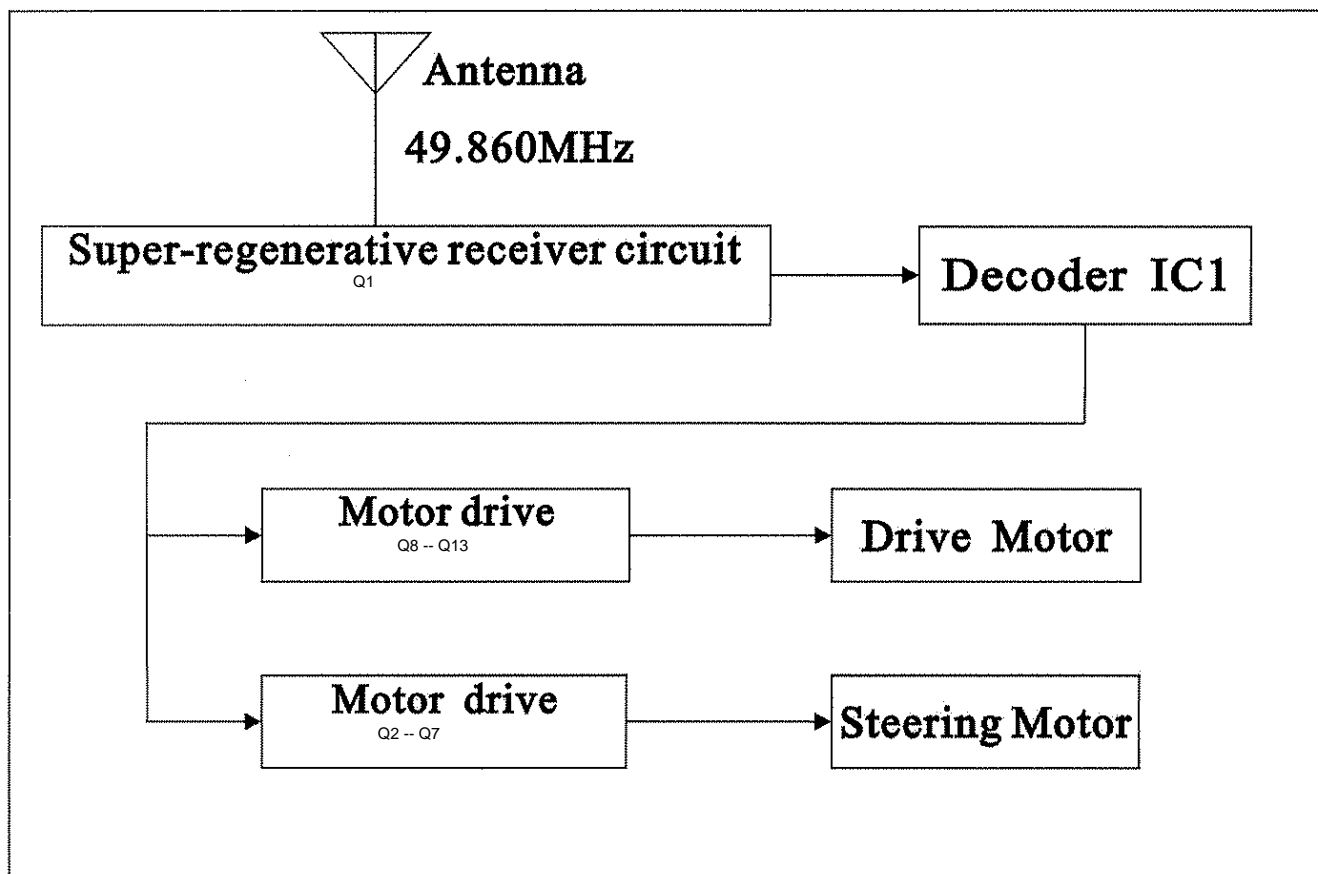 Antenna
49.860MHz
Super-regenerative receiver circuit
Q1
Decoder IC1
Motor drive
Q8 -- Q13
Drive Motor
Motor drive
Q2 -- Q7
Steering Motor